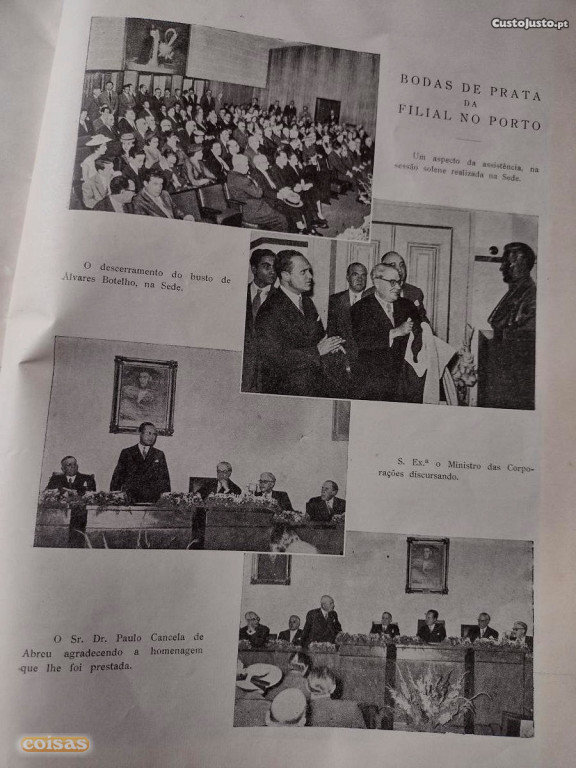 CustoJusto.pt
BODAS DE PRATA
DA
FILIAL NO PORTO
Um aspecto da assistência, na
sessão solene realizada na Sede.
O descerramento do busto de
Álvares Botelho, na Sede.
S. Ex.ª o Ministro das Corpo-
rações discursando.
O Sr. Dr. Paulo Cancela de
Abreu agradecendo a homenagem
que lhe foi prestada.
coisas